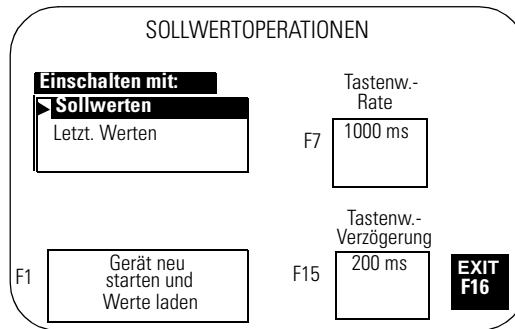 SOLLWERTOPERATIONEN
Einschalten mit:
Sollwerten
Letzt. Werten
Tastenw.-
Rate
F7
1000 ms
F1
Gerät neu
starten und
Werte laden
Tastenw.-
Verzögerung
F15
200 ms
EXIT
F16